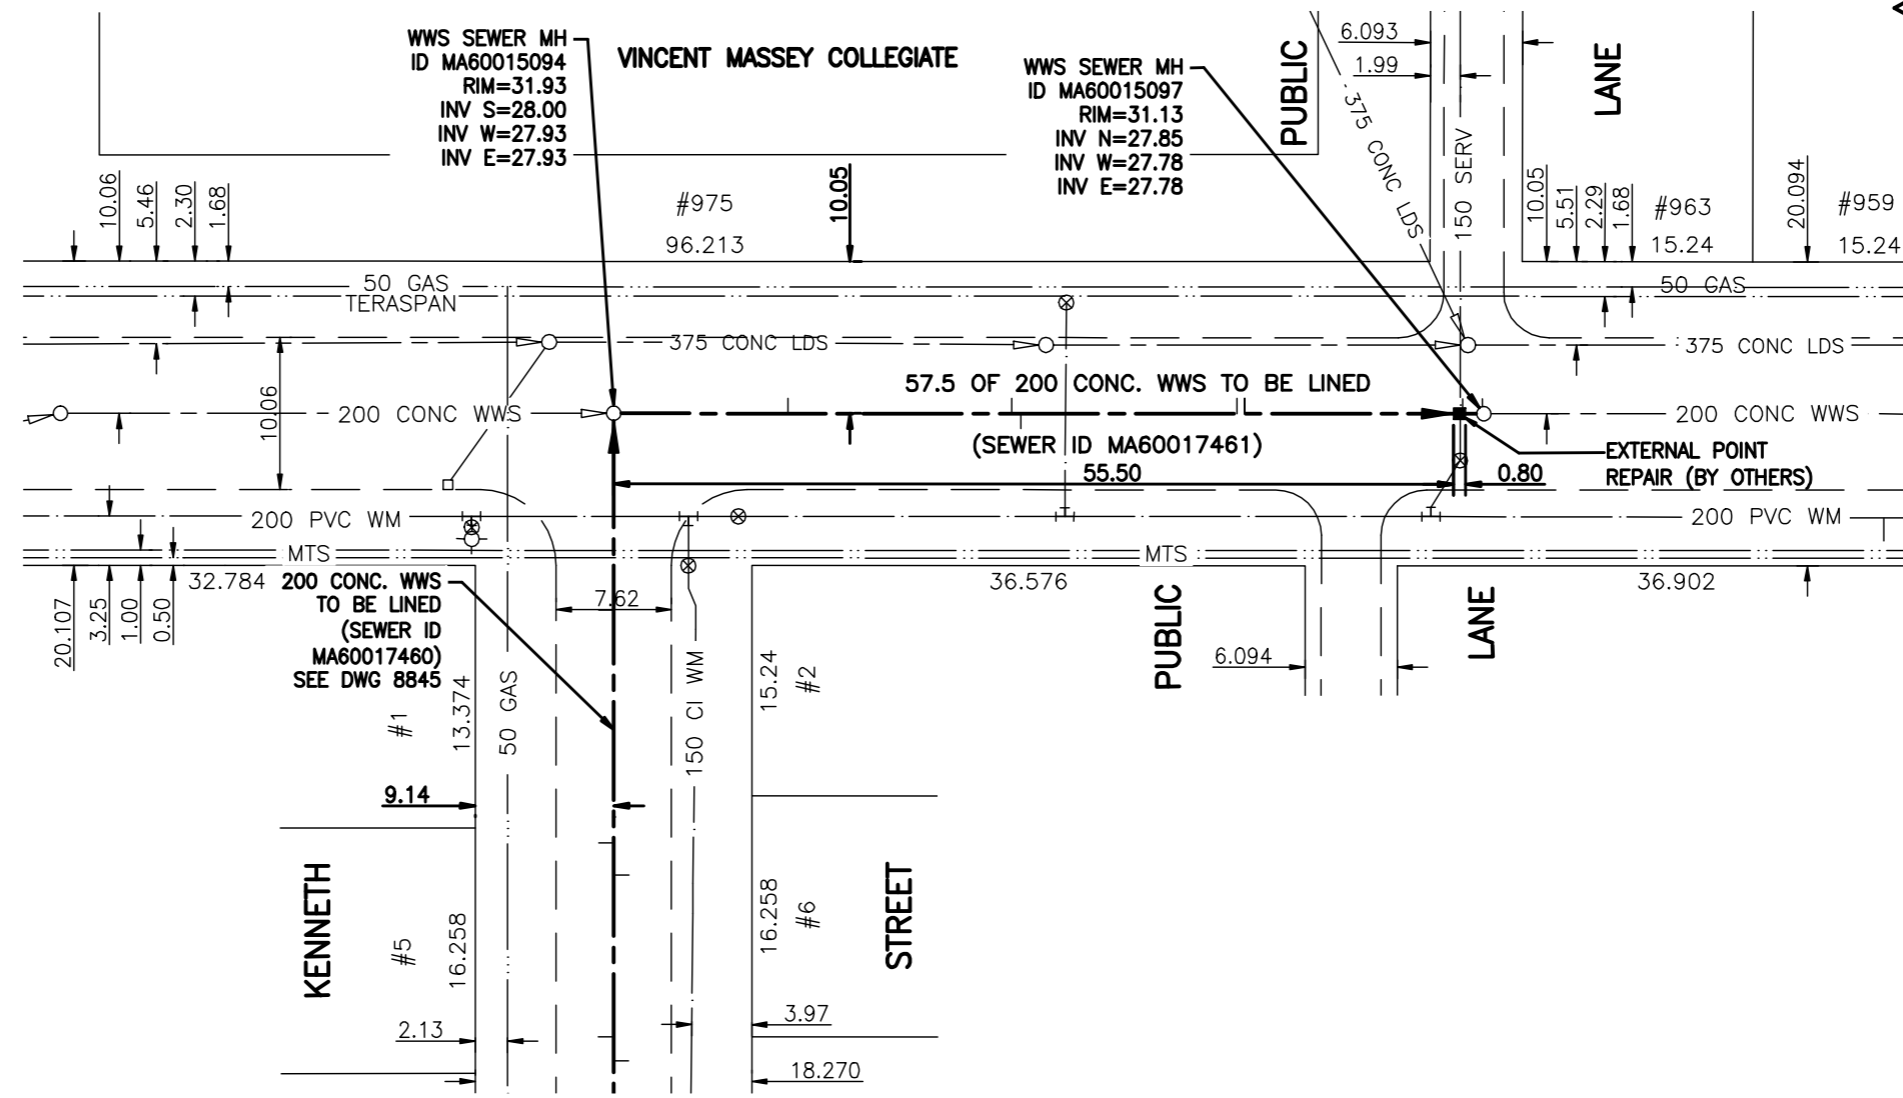 WWS SEWER MH
ID MA60015094
RIM=31.93
INV S=28.00
INV W=27.93
INV E=27.93
VINCENT MASSEY COLLEGIATE
WWS SEWER MH
ID MA60015097
RIM=31.13
INV N=27.85
INV W=27.78
INV E=27.78
PUBLIC
LANE
6.093
1.99
375 CONC LDS
150 SERV
10.06
5.46
2.30
1.68
#975
96.213
10.05
10.05
5.51
2.29
1.68
#963
15.24
20.094
#959
15.24
50 GAS
TERASPAN
50 GAS
375 CONC LDS
375 CONC LDS
10.06
57.5 OF 200 CONC. WWS TO BE LINED
200 CONC WWS
200 CONC WWS
(SEWER ID MA60017461)
55.50
0.80
EXTERNAL POINT
REPAIR (BY OTHERS)
200 PVC WM
200 PVC WM
MTS
MTS
32.784
36.576
36.902
20.107
3.25
1.00
0.50
200 CONC. WWS
TO BE LINED
(SEWER ID
MA60017460)
SEE DWG 8845
7.62
PUBLIC
LANE
6.094
#1
13.374
50 GAS
150 CI WM
15.24
#2
9.14
KENNETH
STREET
#5
16.258
16.258
#6
2.13
3.97
18.270